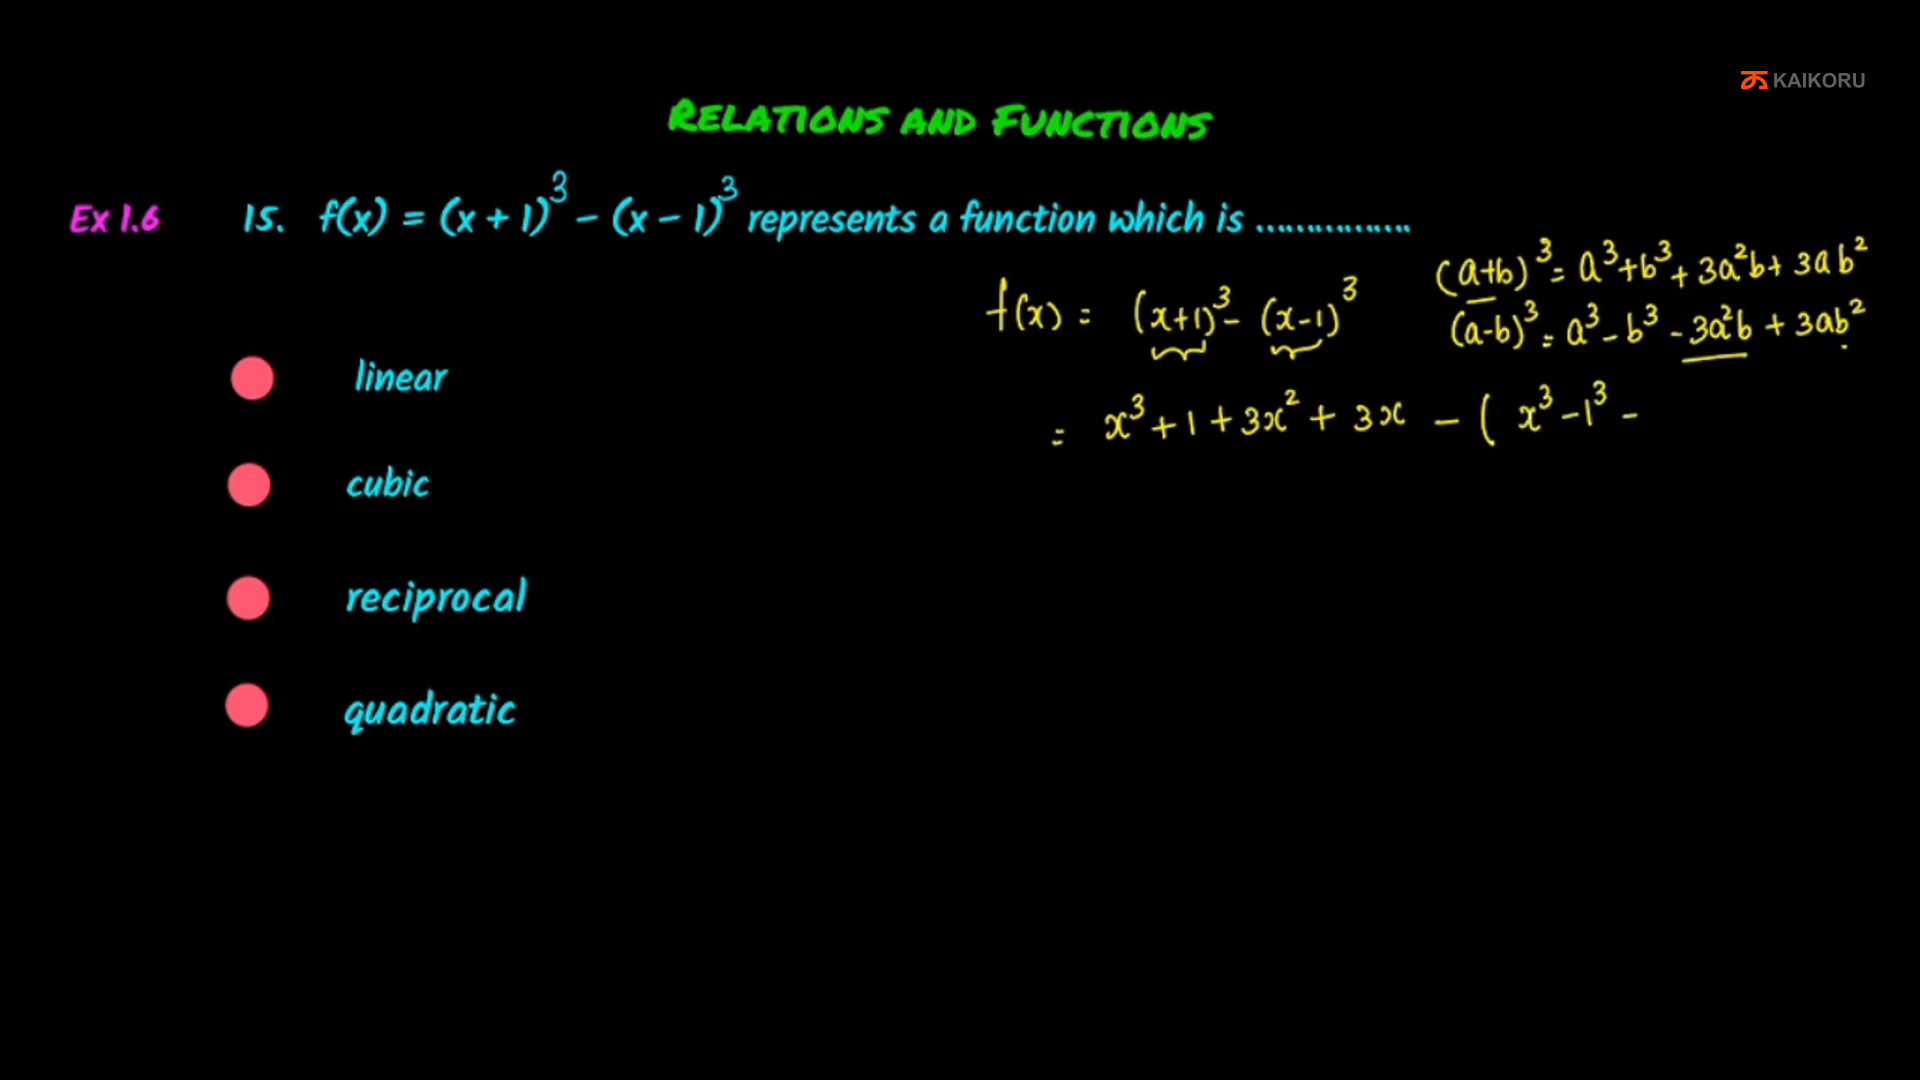 KAIKORU
RELATIONS AND FUNCTIONS
Ex 1.6 15. f(x) = (x + 1)³ – (x – 1)³ represents a function which is ................
(a+b)³ = a³+b³+3a²b+3ab²
f(x) = (x+1)³ - (x-1)³
(a-b)³ = a³-b³-3a²b+3ab²
linear
= x³+1+3x²+3x - ( x³-1³-
cubic
reciprocal
quadratic